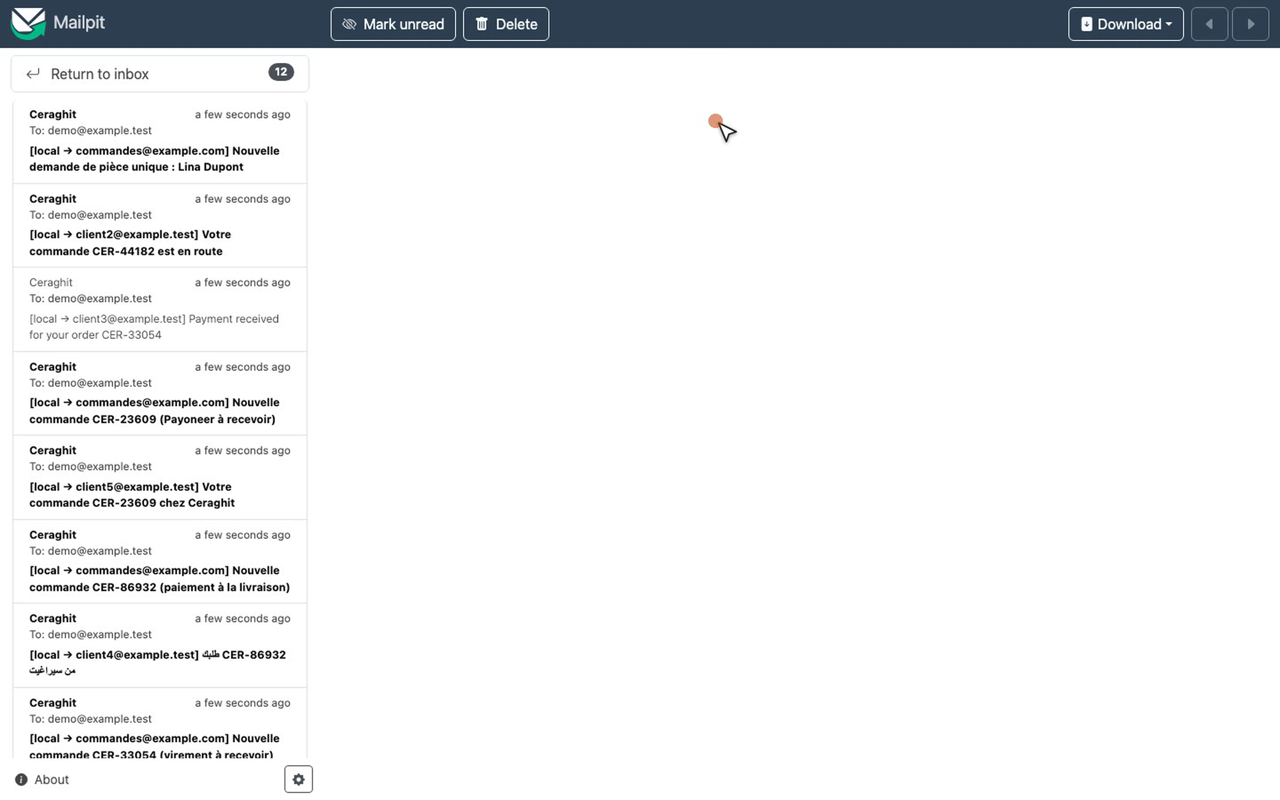 Mailpit
Mark unread
Delete
Download
Return to inbox
12
Ceraghit a few seconds ago
To: demo@example.test
[local → commandes@example.com] Nouvelle
demande de pièce unique : Lina Dupont
Ceraghit a few seconds ago
To: demo@example.test
[local → client2@example.test] Votre
commande CER-44182 est en route
Ceraghit a few seconds ago
To: demo@example.test
[local → client3@example.test] Payment received
for your order CER-33054
Ceraghit a few seconds ago
To: demo@example.test
[local → commandes@example.com] Nouvelle
commande CER-23609 (Payoneer à recevoir)
Ceraghit a few seconds ago
To: demo@example.test
[local → client5@example.test] Votre
commande CER-23609 chez Ceraghit
Ceraghit a few seconds ago
To: demo@example.test
[local → commandes@example.com] Nouvelle
commande CER-86932 (paiement à la livraison)
Ceraghit a few seconds ago
To: demo@example.test
[local → client4@example.test] طلبك CER-86932
من سيراغيت
Ceraghit a few seconds ago
To: demo@example.test
[local → commandes@example.com] Nouvelle
commande CER-33054 (virement à recevoir)
About